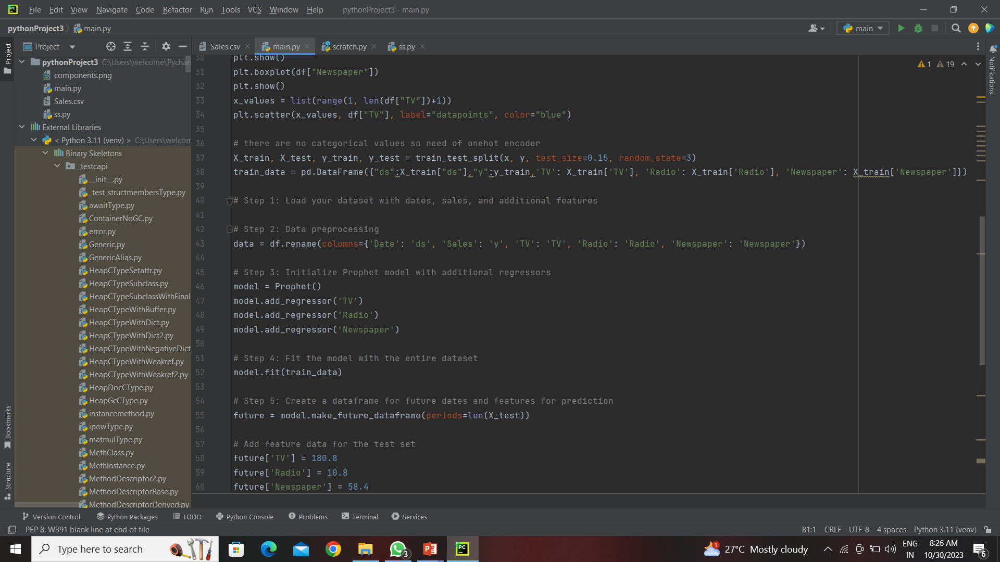 File Edit View Navigate Code Refactor Run Tools VCS Window Help pythonProject3 - main.py
pythonProject3 main.py main
Project Sales.csv main.py scratch.py ss.py
Project
Notifications
Bookmarks
Structure
pythonProject3 C:\Users\welcome\Pychar
components.png
main.py
Sales.csv
ss.py
External Libraries
< Python 3.11 (venv) > C:\Users\welcom
Binary Skeletons
_testcapi
__init__.py
_test_structmembersType.py
awaitType.py
ContainerNoGC.py
error.py
Generic.py
GenericAlias.py
HeapCTypeSetattr.py
HeapCTypeSubclass.py
HeapCTypeSubclassWithFinal
HeapCTypeWithBuffer.py
HeapCTypeWithDict.py
HeapCTypeWithDict2.py
HeapCTypeWithNegativeDict
HeapCTypeWithWeakref.py
HeapCTypeWithWeakref2.py
HeapDocCType.py
HeapGcCType.py
instancemethod.py
ipowType.py
matmulType.py
MethClass.py
MethInstance.py
MethodDescriptor2.py
MethodDescriptorBase.py
MethodDescriptorDerived.py
1 19
30 plt.show()
31 plt.boxplot(df["Newspaper"])
32 plt.show()
33 x_values = list(range(1, len(df["TV"])+1))
34 plt.scatter(x_values, df["TV"], label="datapoints", color="blue")
35
36 # there are no categorical values so need of onehot encoder
37 X_train, X_test, y_train, y_test = train_test_split(x, y, test_size=0.15, random_state=3)
38 train_data = pd.DataFrame({"ds":X_train["ds"],"y":y_train,'TV': X_train['TV'], 'Radio': X_train['Radio'], 'Newspaper': X_train['Newspaper']})
39
40 # Step 1: Load your dataset with dates, sales, and additional features
41
42 # Step 2: Data preprocessing
43 data = df.rename(columns={'Date': 'ds', 'Sales': 'y', 'TV': 'TV', 'Radio': 'Radio', 'Newspaper': 'Newspaper'})
44
45 # Step 3: Initialize Prophet model with additional regressors
46 model = Prophet()
47 model.add_regressor('TV')
48 model.add_regressor('Radio')
49 model.add_regressor('Newspaper')
50
51 # Step 4: Fit the model with the entire dataset
52 model.fit(train_data)
53
54 # Step 5: Create a dataframe for future dates and features for prediction
55 future = model.make_future_dataframe(periods=len(X_test))
56
57 # Add feature data for the test set
58 future['TV'] = 180.8
59 future['Radio'] = 10.8
60 future['Newspaper'] = 58.4
Version Control Python Packages TODO Python Console Problems Terminal Services
PEP 8: W391 blank line at end of file 81:1 CRLF UTF-8 4 spaces Python 3.11 (venv)
Type here to search 3 1 27°C Mostly cloudy ENG 8:26 AM
IN 10/30/2023 6